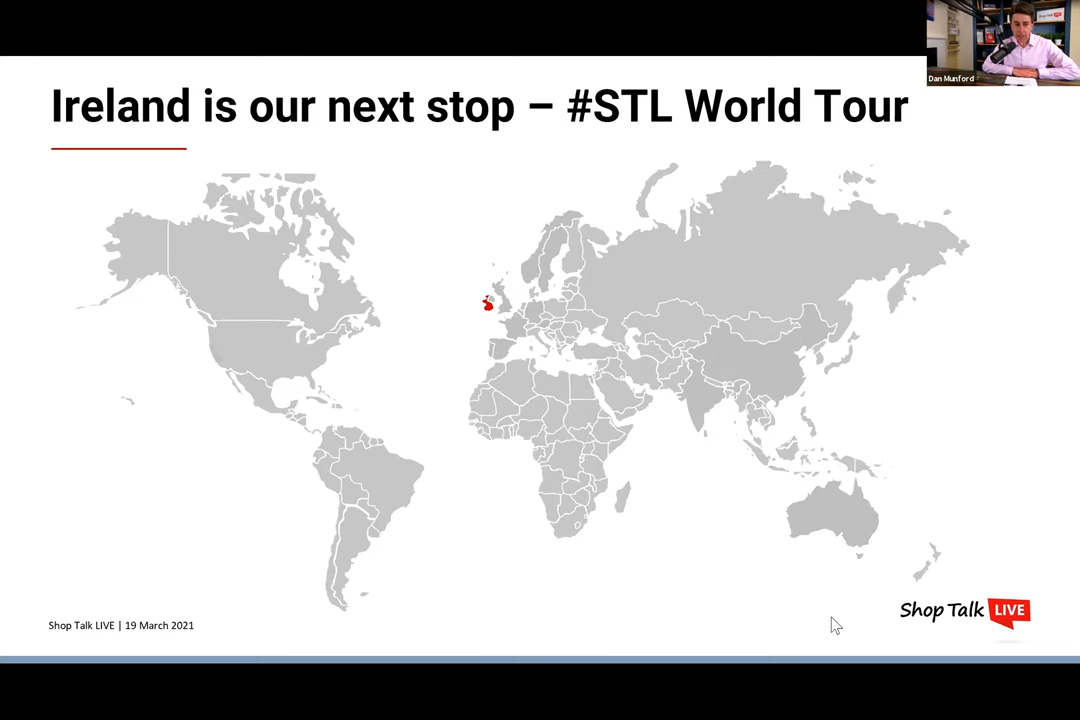 Dan Munford
Ireland is our next stop – #STL World Tour
Shop Talk LIVE | 19 March 2021
Shop Talk LIVE